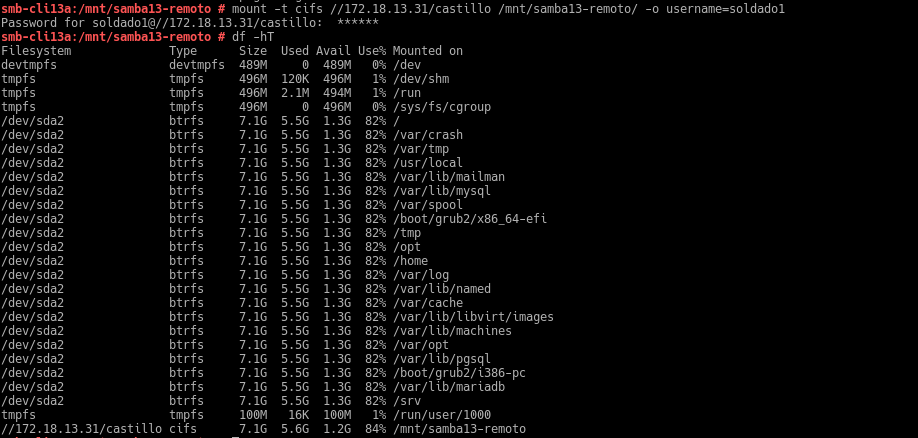 smb-cli13a:/mnt/samba13-remoto # mount -t cifs //172.18.13.31/castillo /mnt/samba13-remoto/ -o username=soldado1
Password for soldado1@//172.18.13.31/castillo:  ******
smb-cli13a:/mnt/samba13-remoto # df -hT
Filesystem              Type      Size  Used Avail Use% Mounted on
devtmpfs                devtmpfs  489M     0  489M   0% /dev
tmpfs                   tmpfs     496M  120K  496M   1% /dev/shm
tmpfs                   tmpfs     496M  2.1M  494M   1% /run
tmpfs                   tmpfs     496M     0  496M   0% /sys/fs/cgroup
/dev/sda2               btrfs     7.1G  5.5G  1.3G  82% /
/dev/sda2               btrfs     7.1G  5.5G  1.3G  82% /var/crash
/dev/sda2               btrfs     7.1G  5.5G  1.3G  82% /var/tmp
/dev/sda2               btrfs     7.1G  5.5G  1.3G  82% /usr/local
/dev/sda2               btrfs     7.1G  5.5G  1.3G  82% /var/lib/mailman
/dev/sda2               btrfs     7.1G  5.5G  1.3G  82% /var/lib/mysql
/dev/sda2               btrfs     7.1G  5.5G  1.3G  82% /var/spool
/dev/sda2               btrfs     7.1G  5.5G  1.3G  82% /boot/grub2/x86_64-efi
/dev/sda2               btrfs     7.1G  5.5G  1.3G  82% /tmp
/dev/sda2               btrfs     7.1G  5.5G  1.3G  82% /opt
/dev/sda2               btrfs     7.1G  5.5G  1.3G  82% /home
/dev/sda2               btrfs     7.1G  5.5G  1.3G  82% /var/log
/dev/sda2               btrfs     7.1G  5.5G  1.3G  82% /var/lib/named
/dev/sda2               btrfs     7.1G  5.5G  1.3G  82% /var/cache
/dev/sda2               btrfs     7.1G  5.5G  1.3G  82% /var/lib/libvirt/images
/dev/sda2               btrfs     7.1G  5.5G  1.3G  82% /var/lib/machines
/dev/sda2               btrfs     7.1G  5.5G  1.3G  82% /var/opt
/dev/sda2               btrfs     7.1G  5.5G  1.3G  82% /var/lib/pgsql
/dev/sda2               btrfs     7.1G  5.5G  1.3G  82% /boot/grub2/i386-pc
/dev/sda2               btrfs     7.1G  5.5G  1.3G  82% /var/lib/mariadb
/dev/sda2               btrfs     7.1G  5.5G  1.3G  82% /srv
tmpfs                   tmpfs     100M   16K  100M   1% /run/user/1000
//172.18.13.31/castillo cifs      7.1G  5.6G  1.2G  84% /mnt/samba13-remoto